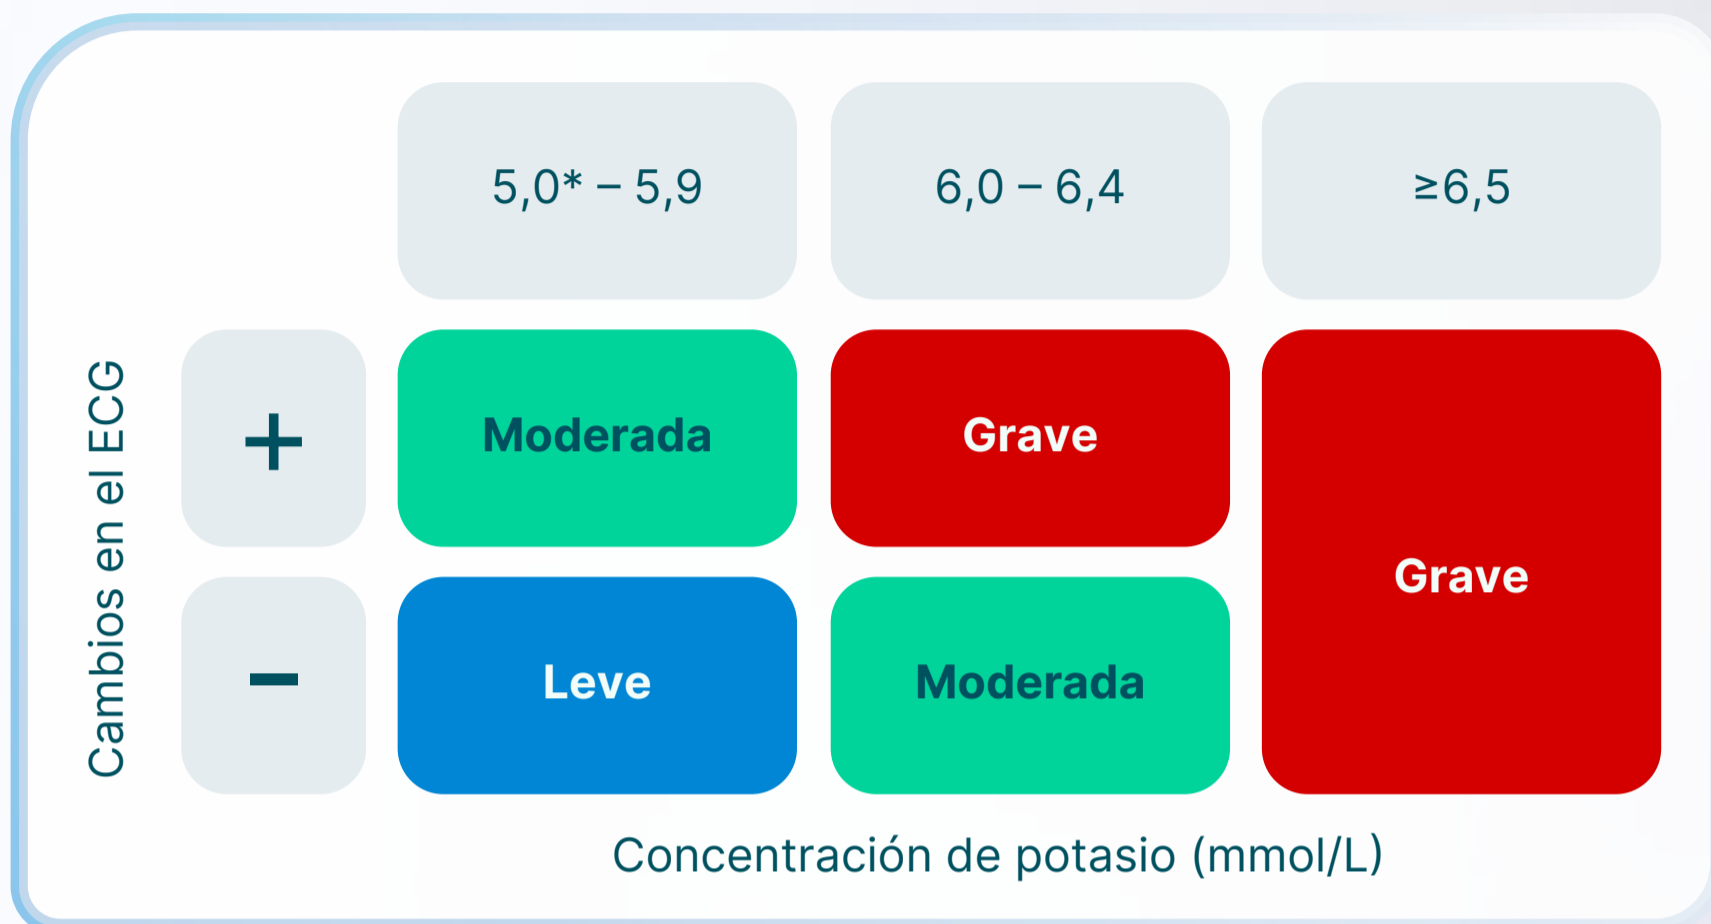 5,0* – 5,9
6,0 – 6,4
≥6,5
Cambios en el ECG
+
Moderada
Grave
Grave
–
Leve
Moderada
Concentración de potasio (mmol/L)